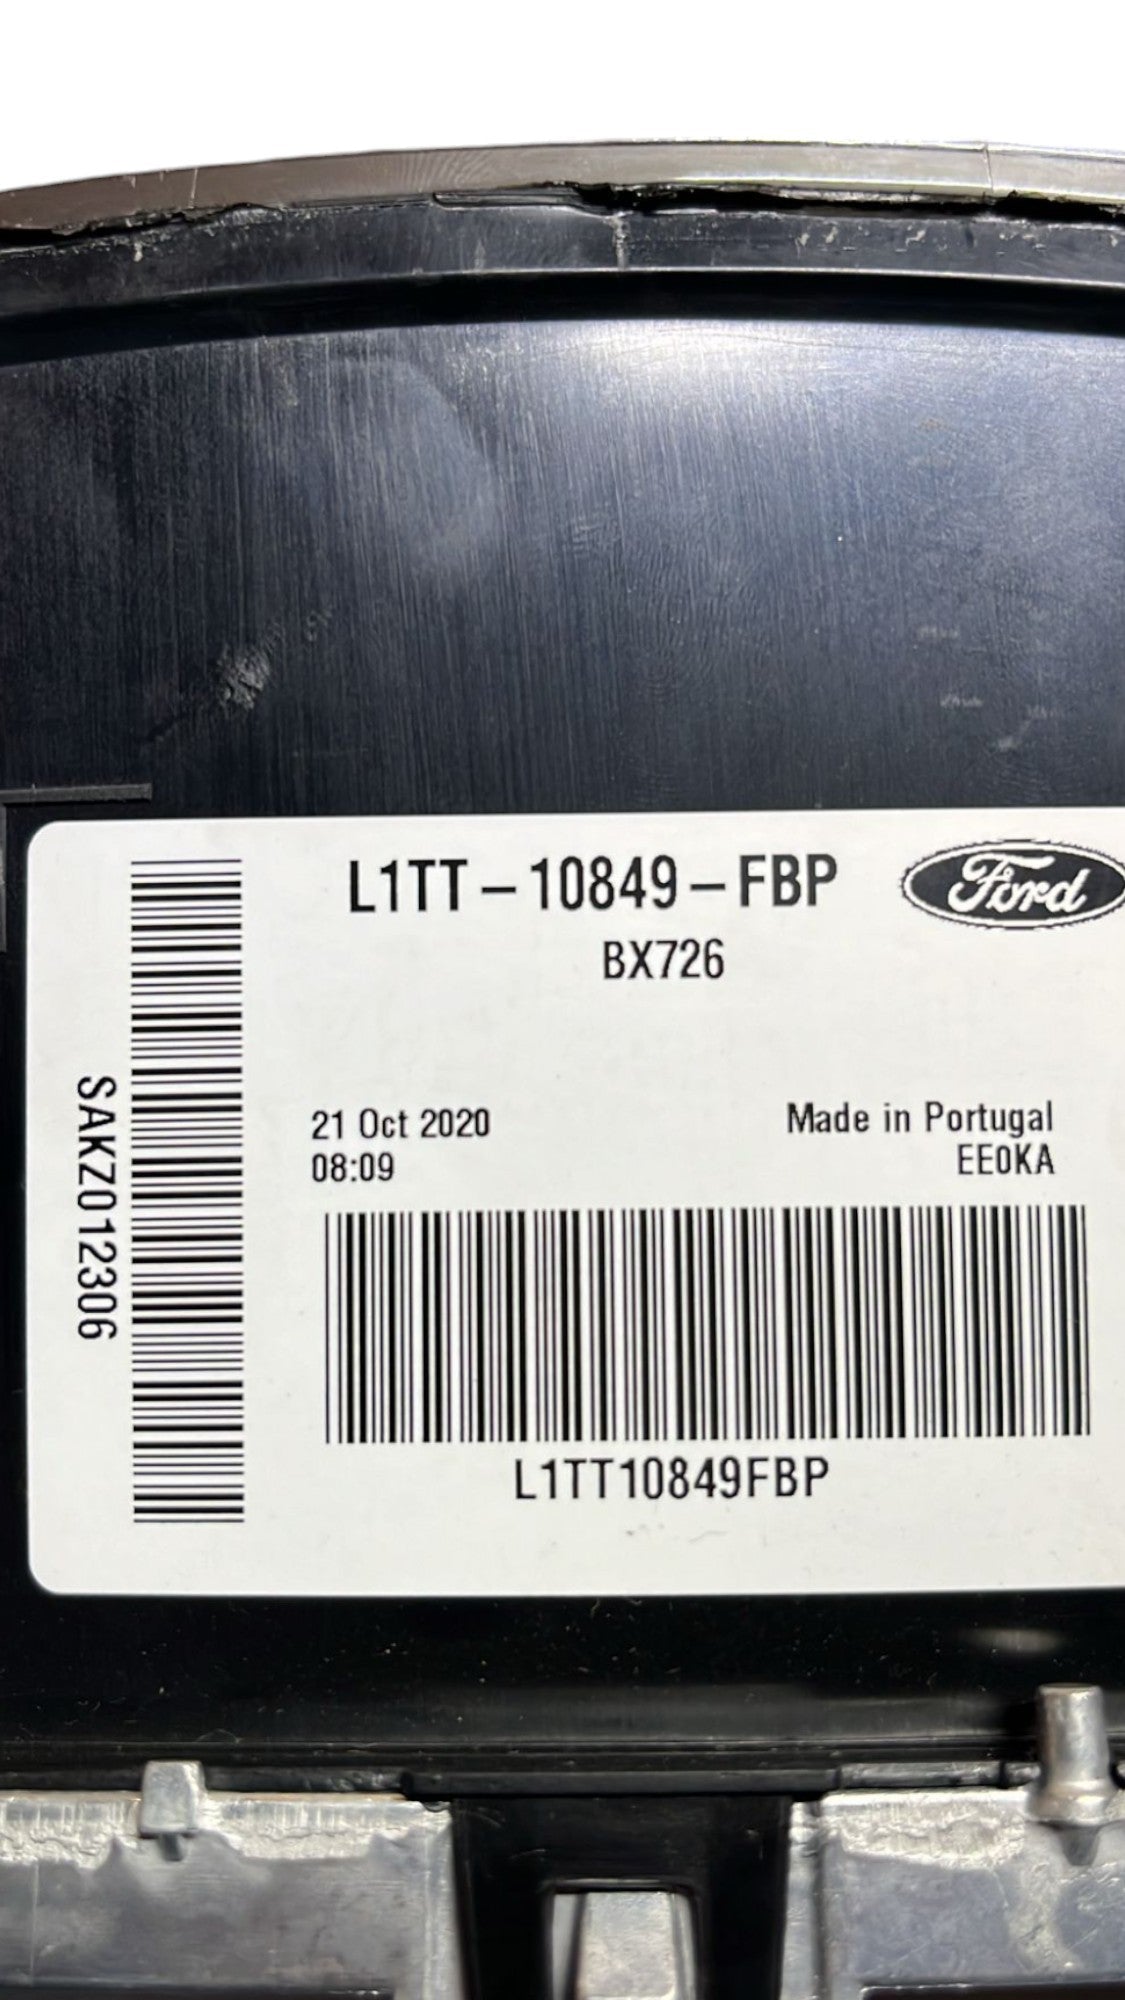 L1TT-10849-FBP
Ford
BX726
21 Oct 2020
Made in Portugal
08:09
EE0KA
SAKZ012306
L1TT10849FBP